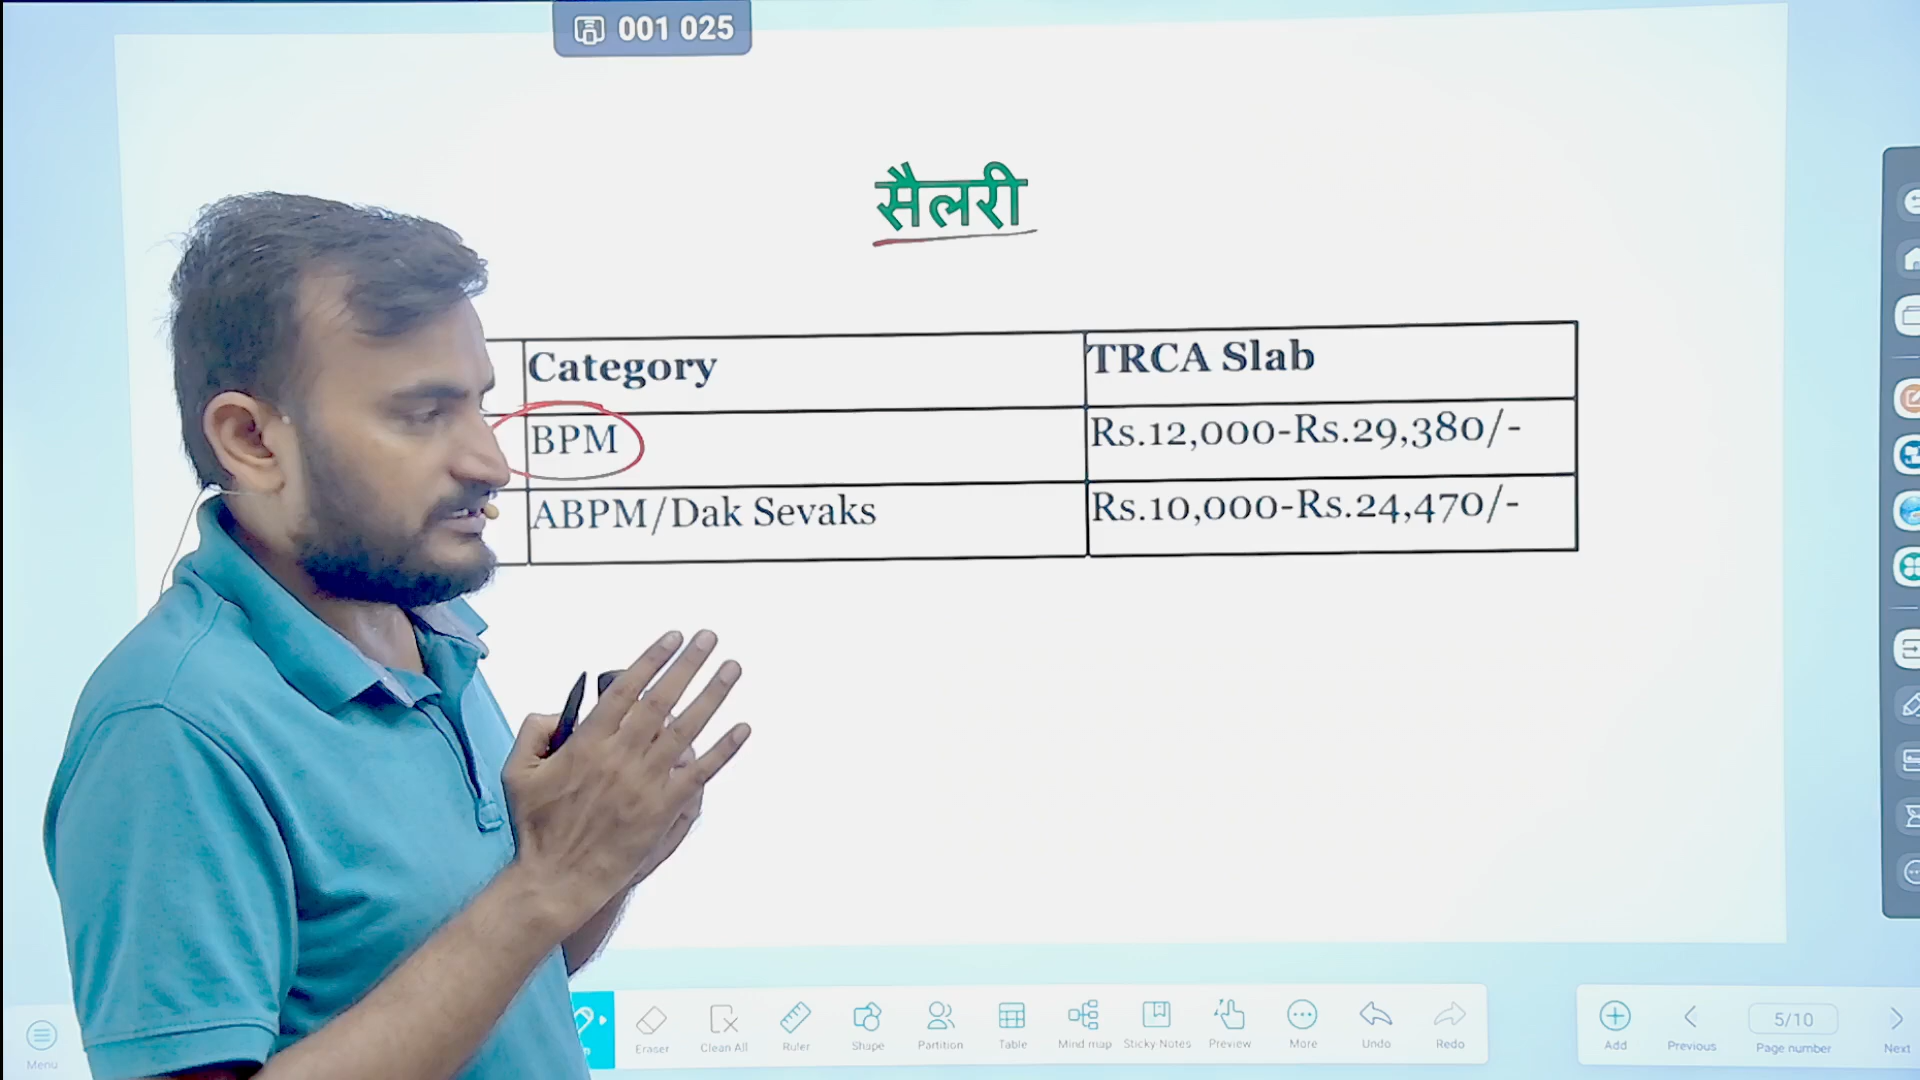 001 025
सैलरी
Category TRCA Slab
BPM Rs.12,000-Rs.29,380/-
ABPM/Dak Sevaks Rs.10,000-Rs.24,470/-
Menu Eraser Clean All Ruler Shape Partition Table Mind map Sticky Notes Preview More Undo Redo Add Previous 5/10 Page number Next